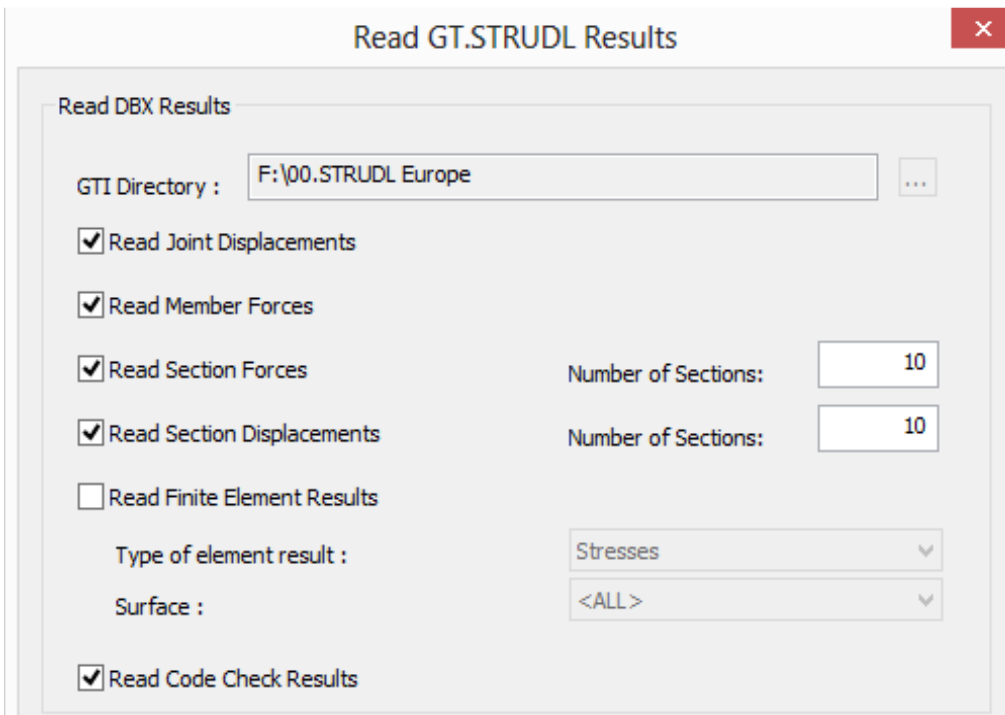 Read GT.STRUDL Results
Read DBX Results
GTI Directory : F:\00.STRUDL Europe ...
Read Joint Displacements
Read Member Forces
Read Section Forces Number of Sections: 10
Read Section Displacements Number of Sections: 10
Read Finite Element Results
Type of element result : Stresses
Surface : <ALL>
Read Code Check Results